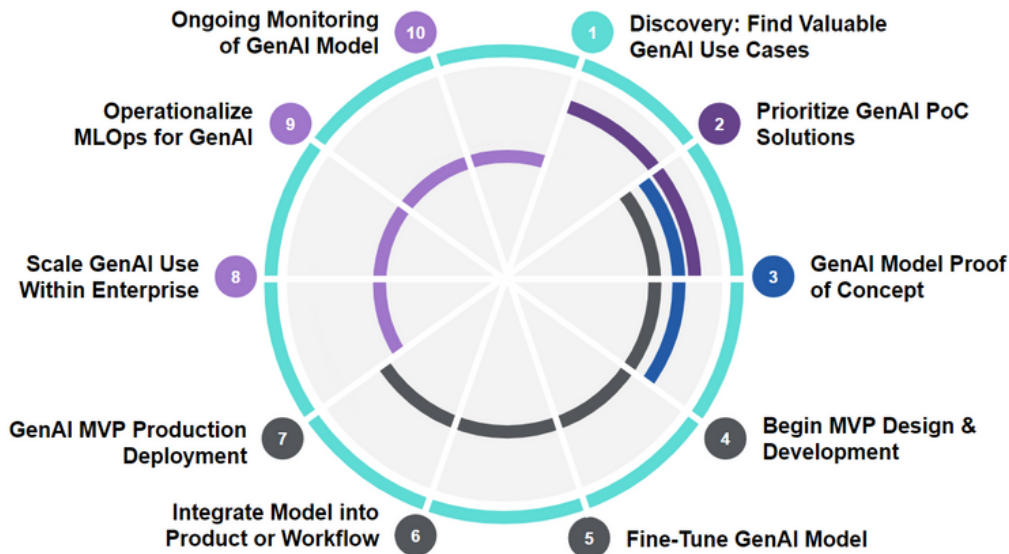 1
Discovery: Find Valuable
GenAI Use Cases
2
Prioritize GenAI PoC
Solutions
3
GenAI Model Proof
of Concept
4
Begin MVP Design &
Development
5
Fine-Tune GenAI Model
6
Integrate Model into
Product or Workflow
7
GenAI MVP Production
Deployment
8
Scale GenAI Use
Within Enterprise
9
Operationalize
MLOps for GenAI
10
Ongoing Monitoring
of GenAI Model